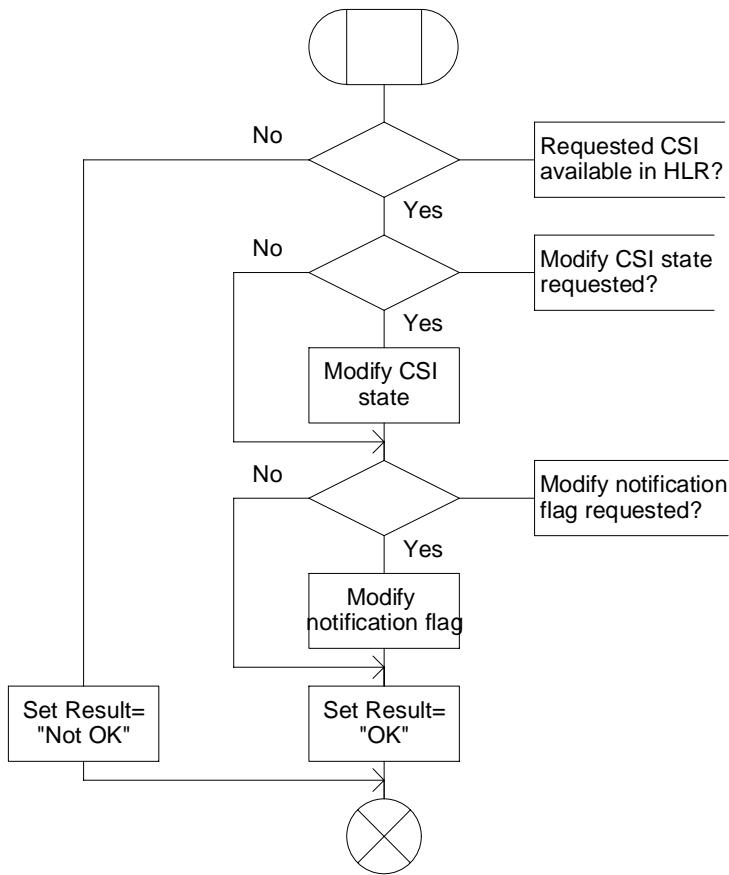 No
Requested CSI
available in HLR?
Yes
No
Modify CSI state
requested?
Yes
Modify CSI
state
No
Modify notification
flag requested?
Yes
Modify
notification flag
Set Result=
"Not OK"
Set Result=
"OK"